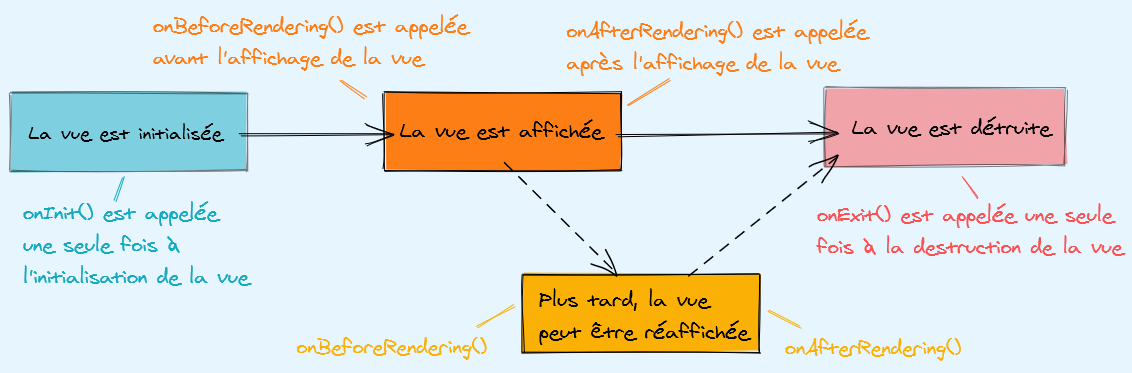 onBeforeRendering() est appelée
avant l'affichage de la vue
onAfterRendering() est appelée
après l'affichage de la vue
La vue est initialisée
La vue est affichée
La vue est détruite
onInit() est appelée
une seule fois à
l'initialisation de la vue
onExit() est appelée une seule
fois à la destruction de la vue
Plus tard, la vue
peut être réaffichée
onBeforeRendering()
onAfterRendering()